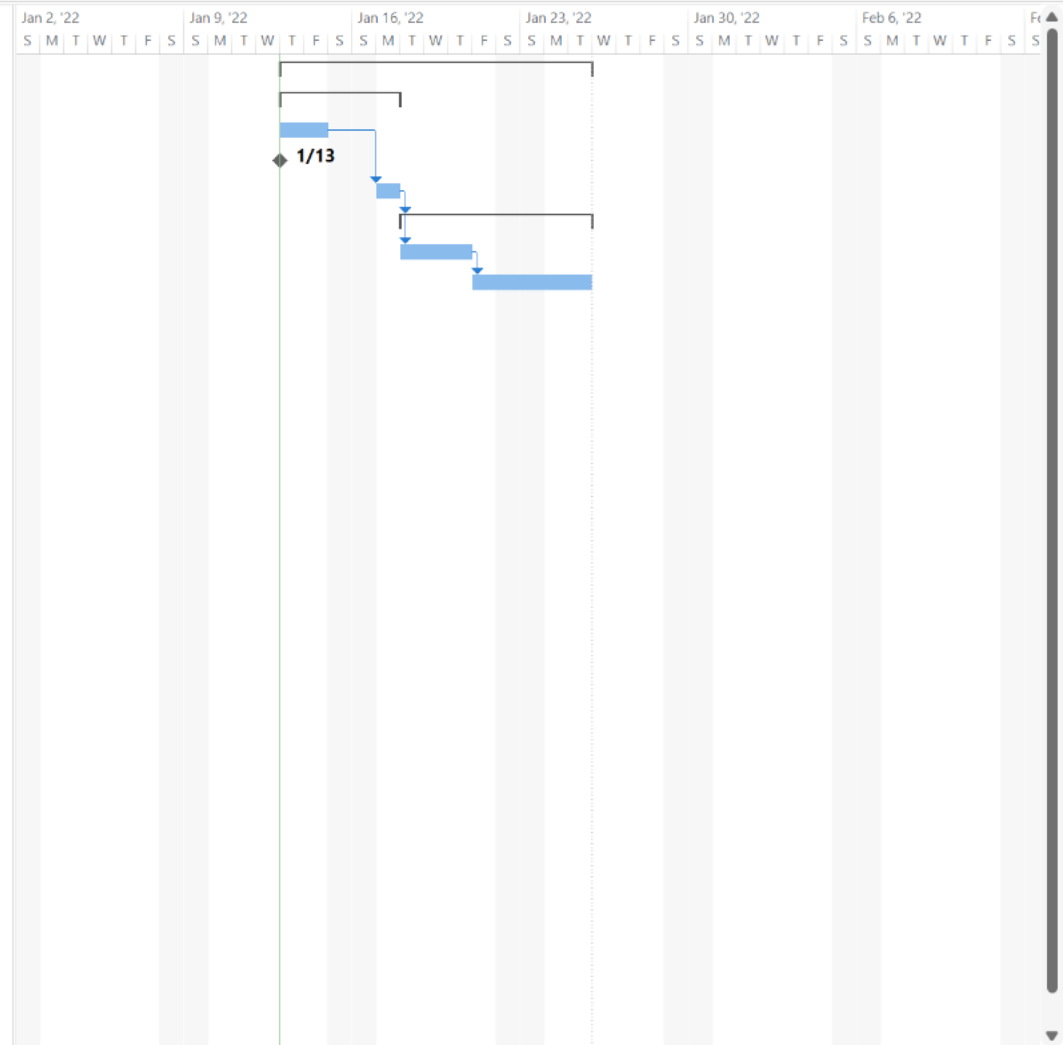 Jan 2, '22 Jan 9, '22 Jan 16, '22 Jan 23, '22 Jan 30, '22 Feb 6, '22
S M T W T F S S M T W T F S S M T W T F S S M T W T F S S M T W T F S S M T W T F S S
1/13